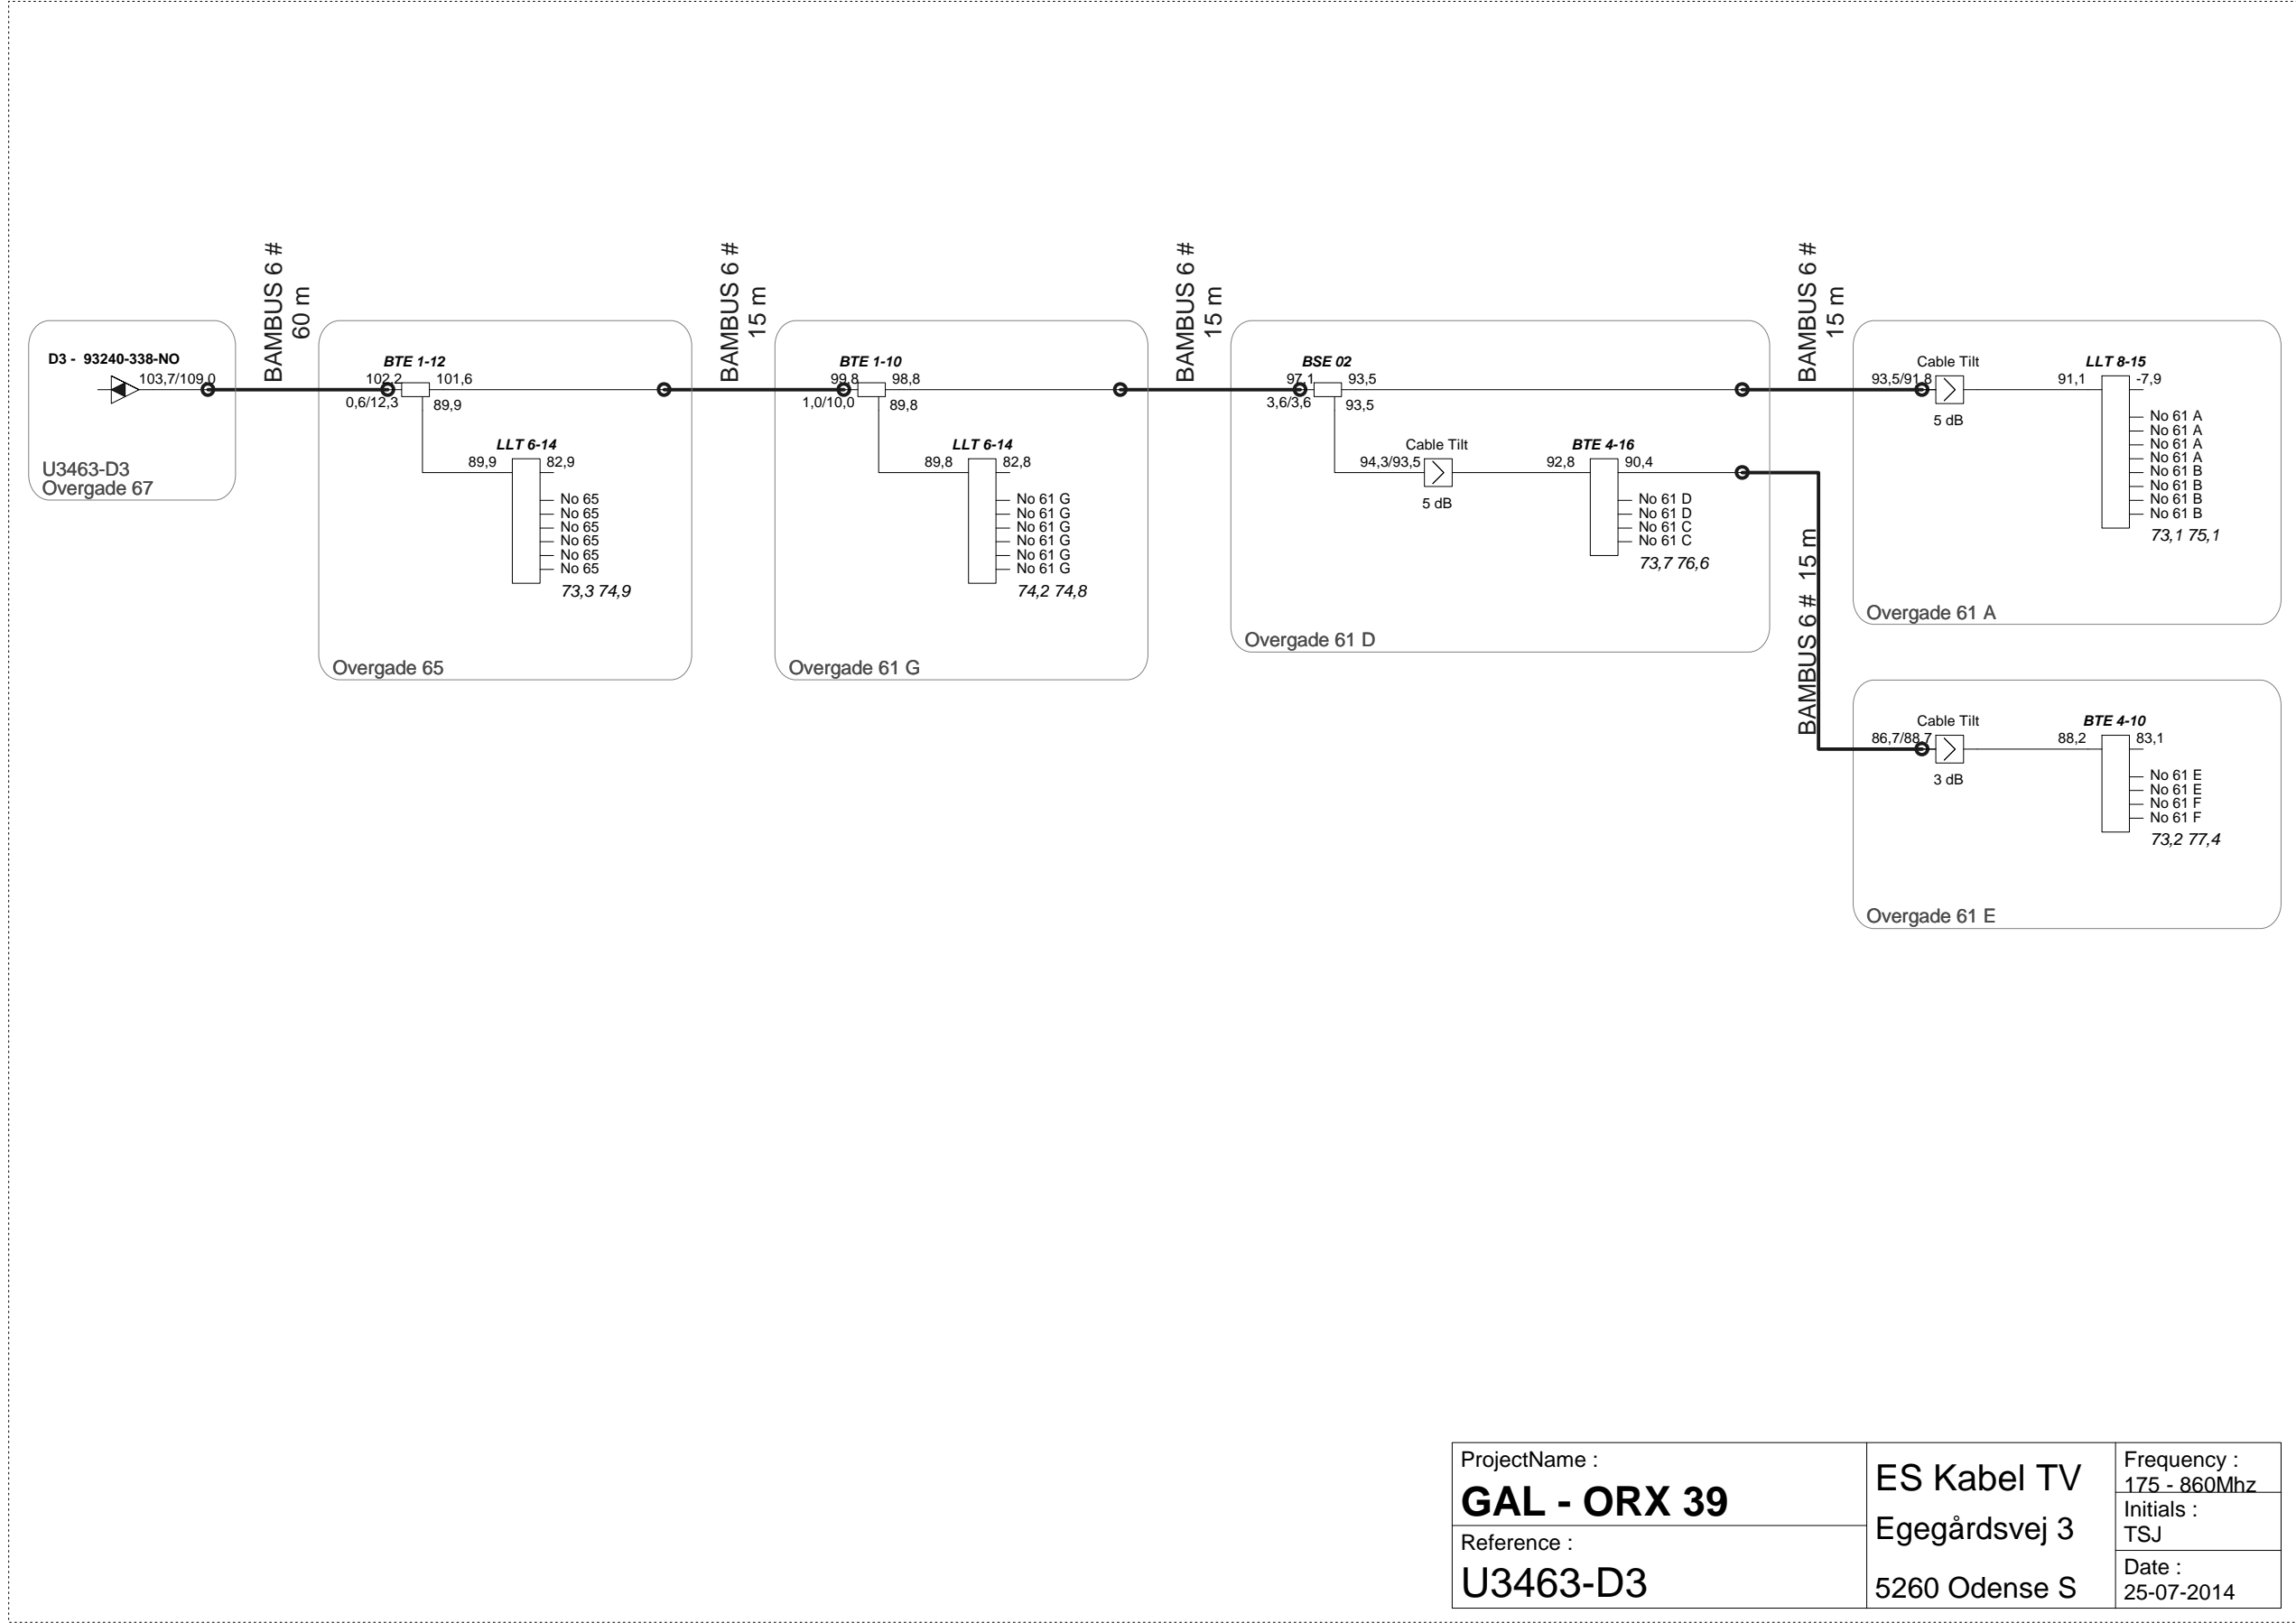 BAMBUS 6 #
60 m
BAMBUS 6 #
15 m
BAMBUS 6 #
15 m
BAMBUS 6 #
15 m
D3 -  93240-338-NO
103,7/109,0
U3463-D3
Overgade 67
BTE 1-12
102,2
101,6
0,6/12,3
89,9
LLT 6-14
89,9
82,9
No 65
No 65
No 65
No 65
No 65
No 65
73,3 74,9
Overgade 65
BTE 1-10
99,8
98,8
1,0/10,0
89,8
LLT 6-14
89,8
82,8
No 61 G
No 61 G
No 61 G
No 61 G
No 61 G
No 61 G
74,2 74,8
Overgade 61 G
BSE 02
97,1
93,5
3,6/3,6
93,5
Cable Tilt
94,3/93,5
5 dB
BTE 4-16
92,8
90,4
No 61 D
No 61 D
No 61 C
No 61 C
73,7 76,6
Overgade 61 D
BAMBUS 6 #  15 m
Cable Tilt
93,5/91,8
5 dB
LLT 8-15
91,1
-7,9
No 61 A
No 61 A
No 61 A
No 61 A
No 61 B
No 61 B
No 61 B
No 61 B
73,1 75,1
Overgade 61 A
Cable Tilt
86,7/88,7
3 dB
BTE 4-10
88,2
83,1
No 61 E
No 61 E
No 61 F
No 61 F
73,2 77,4
Overgade 61 E
ProjectName :
GAL - ORX 39
Reference :
U3463-D3
ES Kabel TV
Egegårdsvej 3
5260 Odense S
Frequency :
175 - 860Mhz
Initials :
TSJ
Date :
25-07-2014